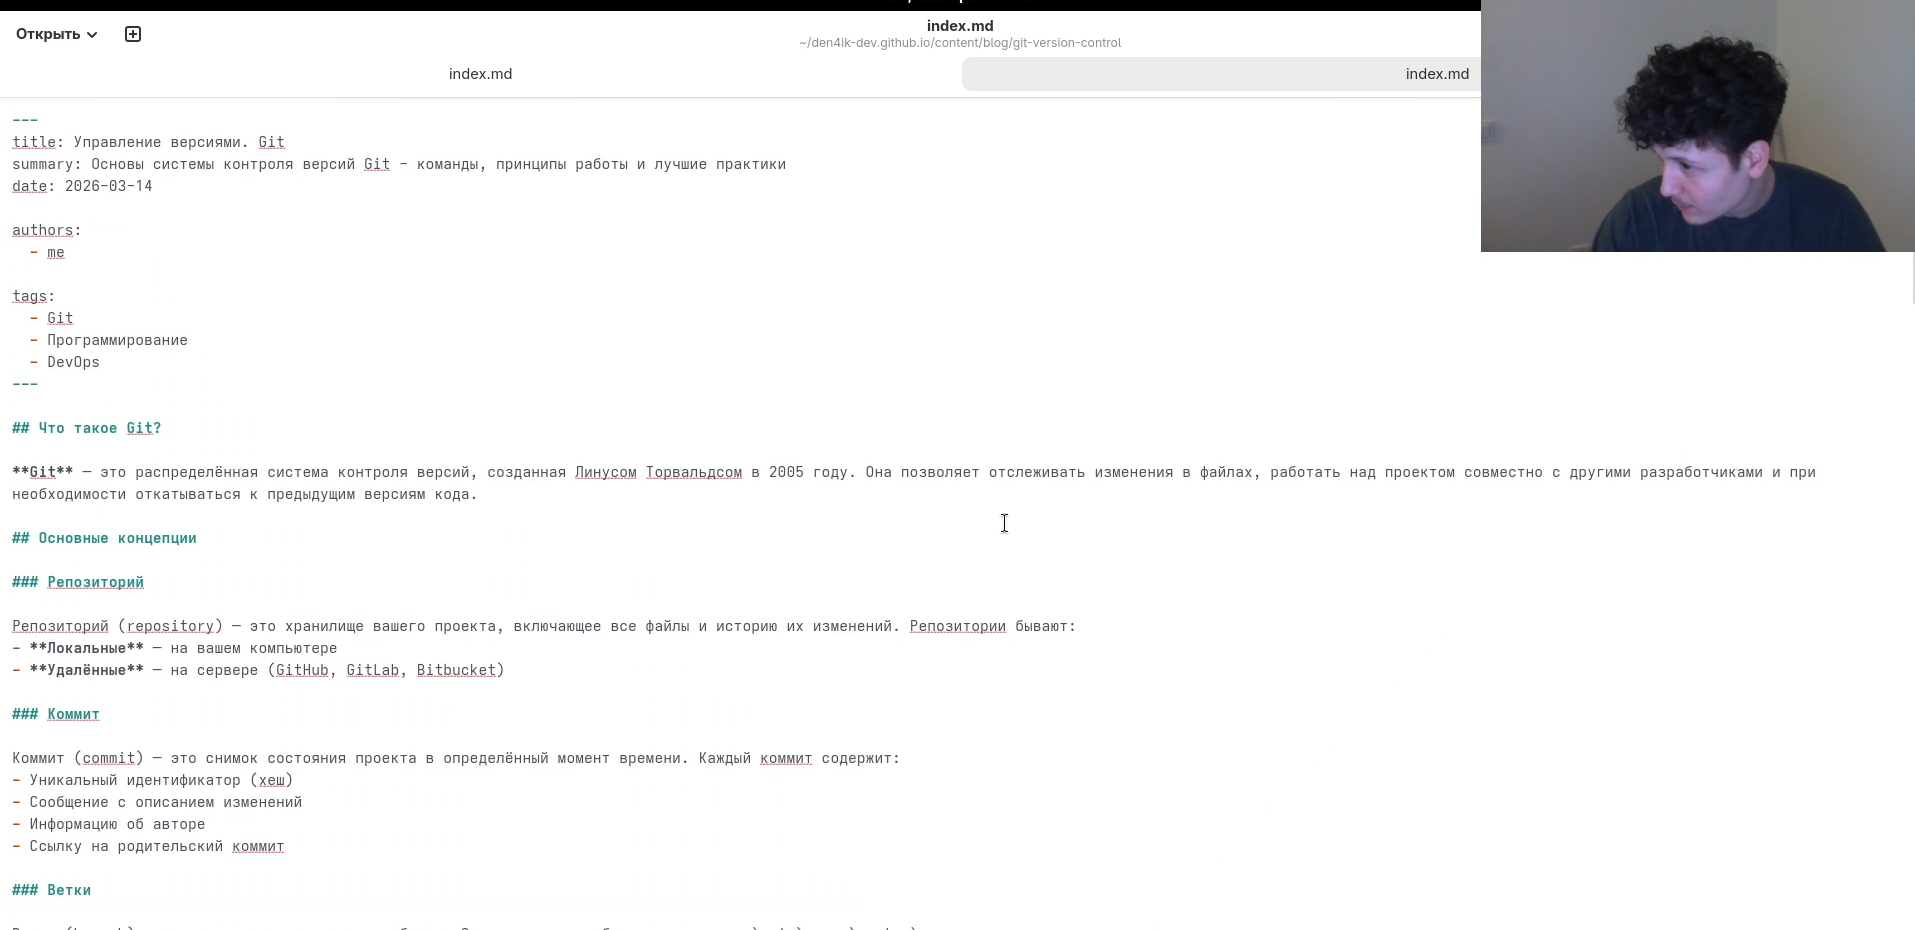 Открыть
index.md
~/den4ik-dev.github.io/content/blog/git-version-control
index.md
index.md
---
title: Управление версиями. Git
summary: Основы системы контроля версий Git - команды, принципы работы и лучшие практики
date: 2026-03-14
authors:
- me
tags:
- Git
- Программирование
- DevOps
---
## Что такое Git?
**Git** — это распределённая система контроля версий, созданная Линусом Торвальдсом в 2005 году. Она позволяет отслеживать изменения в файлах, работать над проектом совместно с другими разработчиками и при
необходимости откатываться к предыдущим версиям кода.
## Основные концепции
### Репозиторий
Репозиторий (repository) — это хранилище вашего проекта, включающее все файлы и историю их изменений. Репозитории бывают:
- **Локальные** — на вашем компьютере
- **Удалённые** — на сервере (GitHub, GitLab, Bitbucket)
### Коммит
Коммит (commit) — это снимок состояния проекта в определённый момент времени. Каждый коммит содержит:
- Уникальный идентификатор (хеш)
- Сообщение с описанием изменений
- Информацию об авторе
- Ссылку на родительский коммит
### Ветки